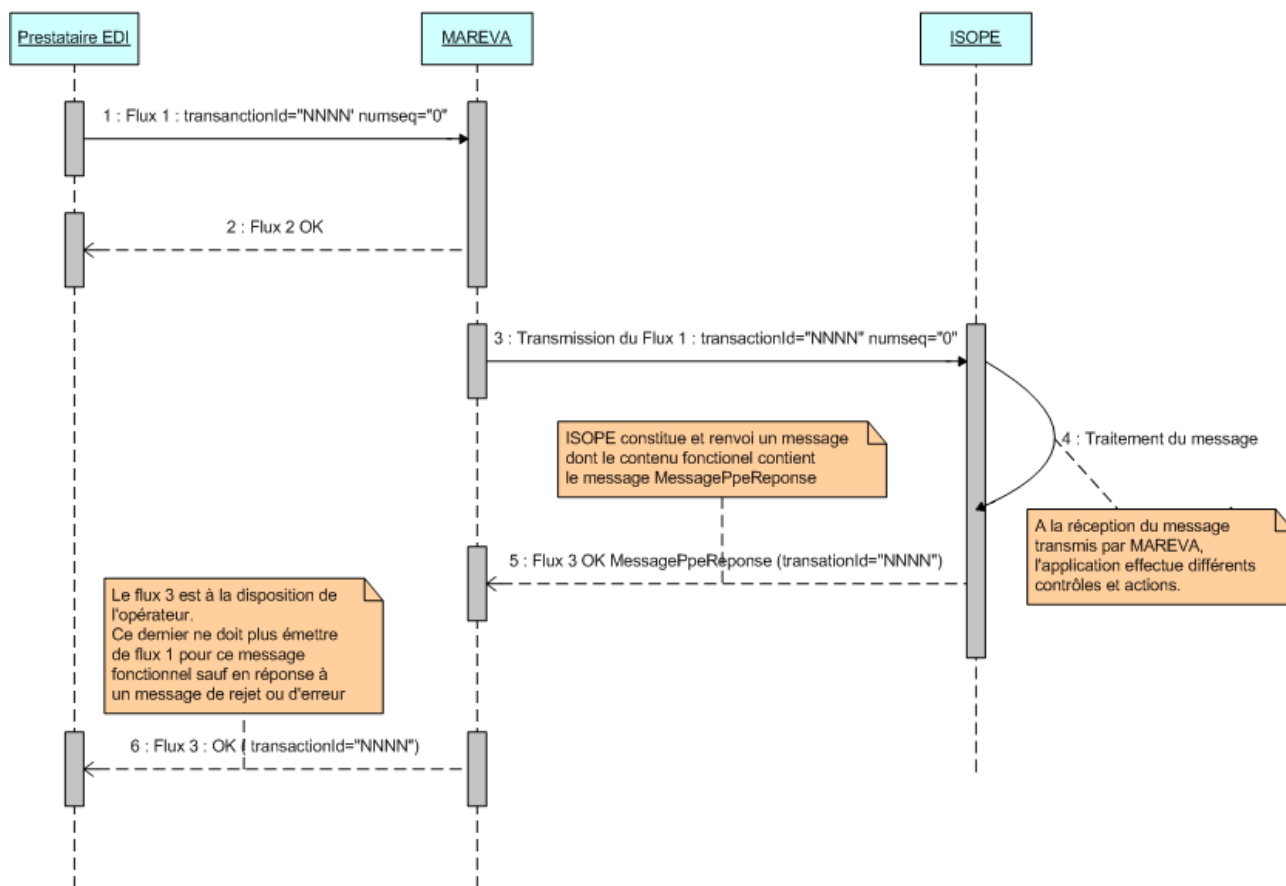 Prestataire EDI
MAREVA
ISOPE
1 : Flux 1 : transanctionId="NNNN' numseq="0"
2 : Flux 2 OK
3 : Transmission du Flux 1 : transactionId="NNNN" numseq="0"
4 : Traitement du message
ISOPE constitue et renvoi un message
dont le contenu fonctionel contient
le message MessagePpeReponse
A la réception du message
transmis par MAREVA,
l'application effectue différents
contrôles et actions.
5 : Flux 3 OK MessagePpeReponse (transationId="NNNN")
Le flux 3 est à la disposition de
l'opérateur.
Ce dernier ne doit plus émettre
de flux 1 pour ce message
fonctionnel sauf en réponse à
un message de rejet ou d'erreur
6 : Flux 3 : OK ( transactionId="NNNN")